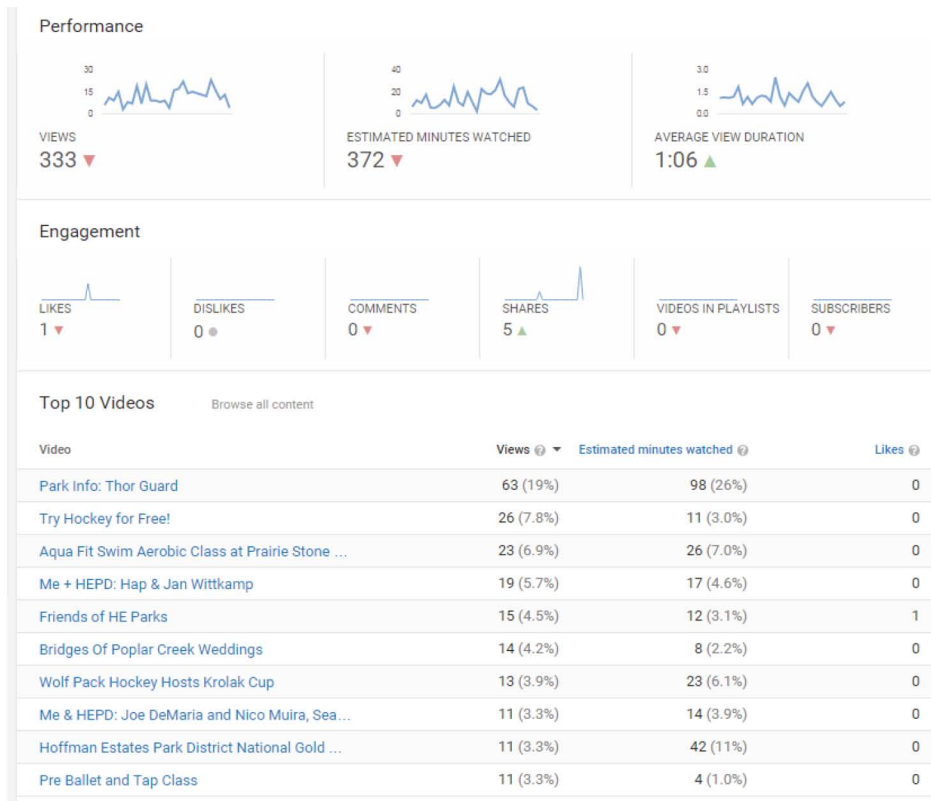 Performance
30
15
0
40
20
0
3.0
1.5
0.0
VIEWS
333
ESTIMATED MINUTES WATCHED
372
AVERAGE VIEW DURATION
1:06
Engagement
LIKES
1
DISLIKES
0
COMMENTS
0
SHARES
5
VIDEOS IN PLAYLISTS
0
SUBSCRIBERS
0
Top 10 Videos Browse all content
Video Views Estimated minutes watched Likes
Park Info: Thor Guard 63 (19%) 98 (26%) 0
Try Hockey for Free! 26 (7.8%) 11 (3.0%) 0
Aqua Fit Swim Aerobic Class at Prairie Stone ... 23 (6.9%) 26 (7.0%) 0
Me + HEPD: Hap & Jan Wittkamp 19 (5.7%) 17 (4.6%) 0
Friends of HE Parks 15 (4.5%) 12 (3.1%) 1
Bridges Of Poplar Creek Weddings 14 (4.2%) 8 (2.2%) 0
Wolf Pack Hockey Hosts Krolak Cup 13 (3.9%) 23 (6.1%) 0
Me & HEPD: Joe DeMaria and Nico Muira, Sea... 11 (3.3%) 14 (3.9%) 0
Hoffman Estates Park District National Gold ... 11 (3.3%) 42 (11%) 0
Pre Ballet and Tap Class 11 (3.3%) 4 (1.0%) 0